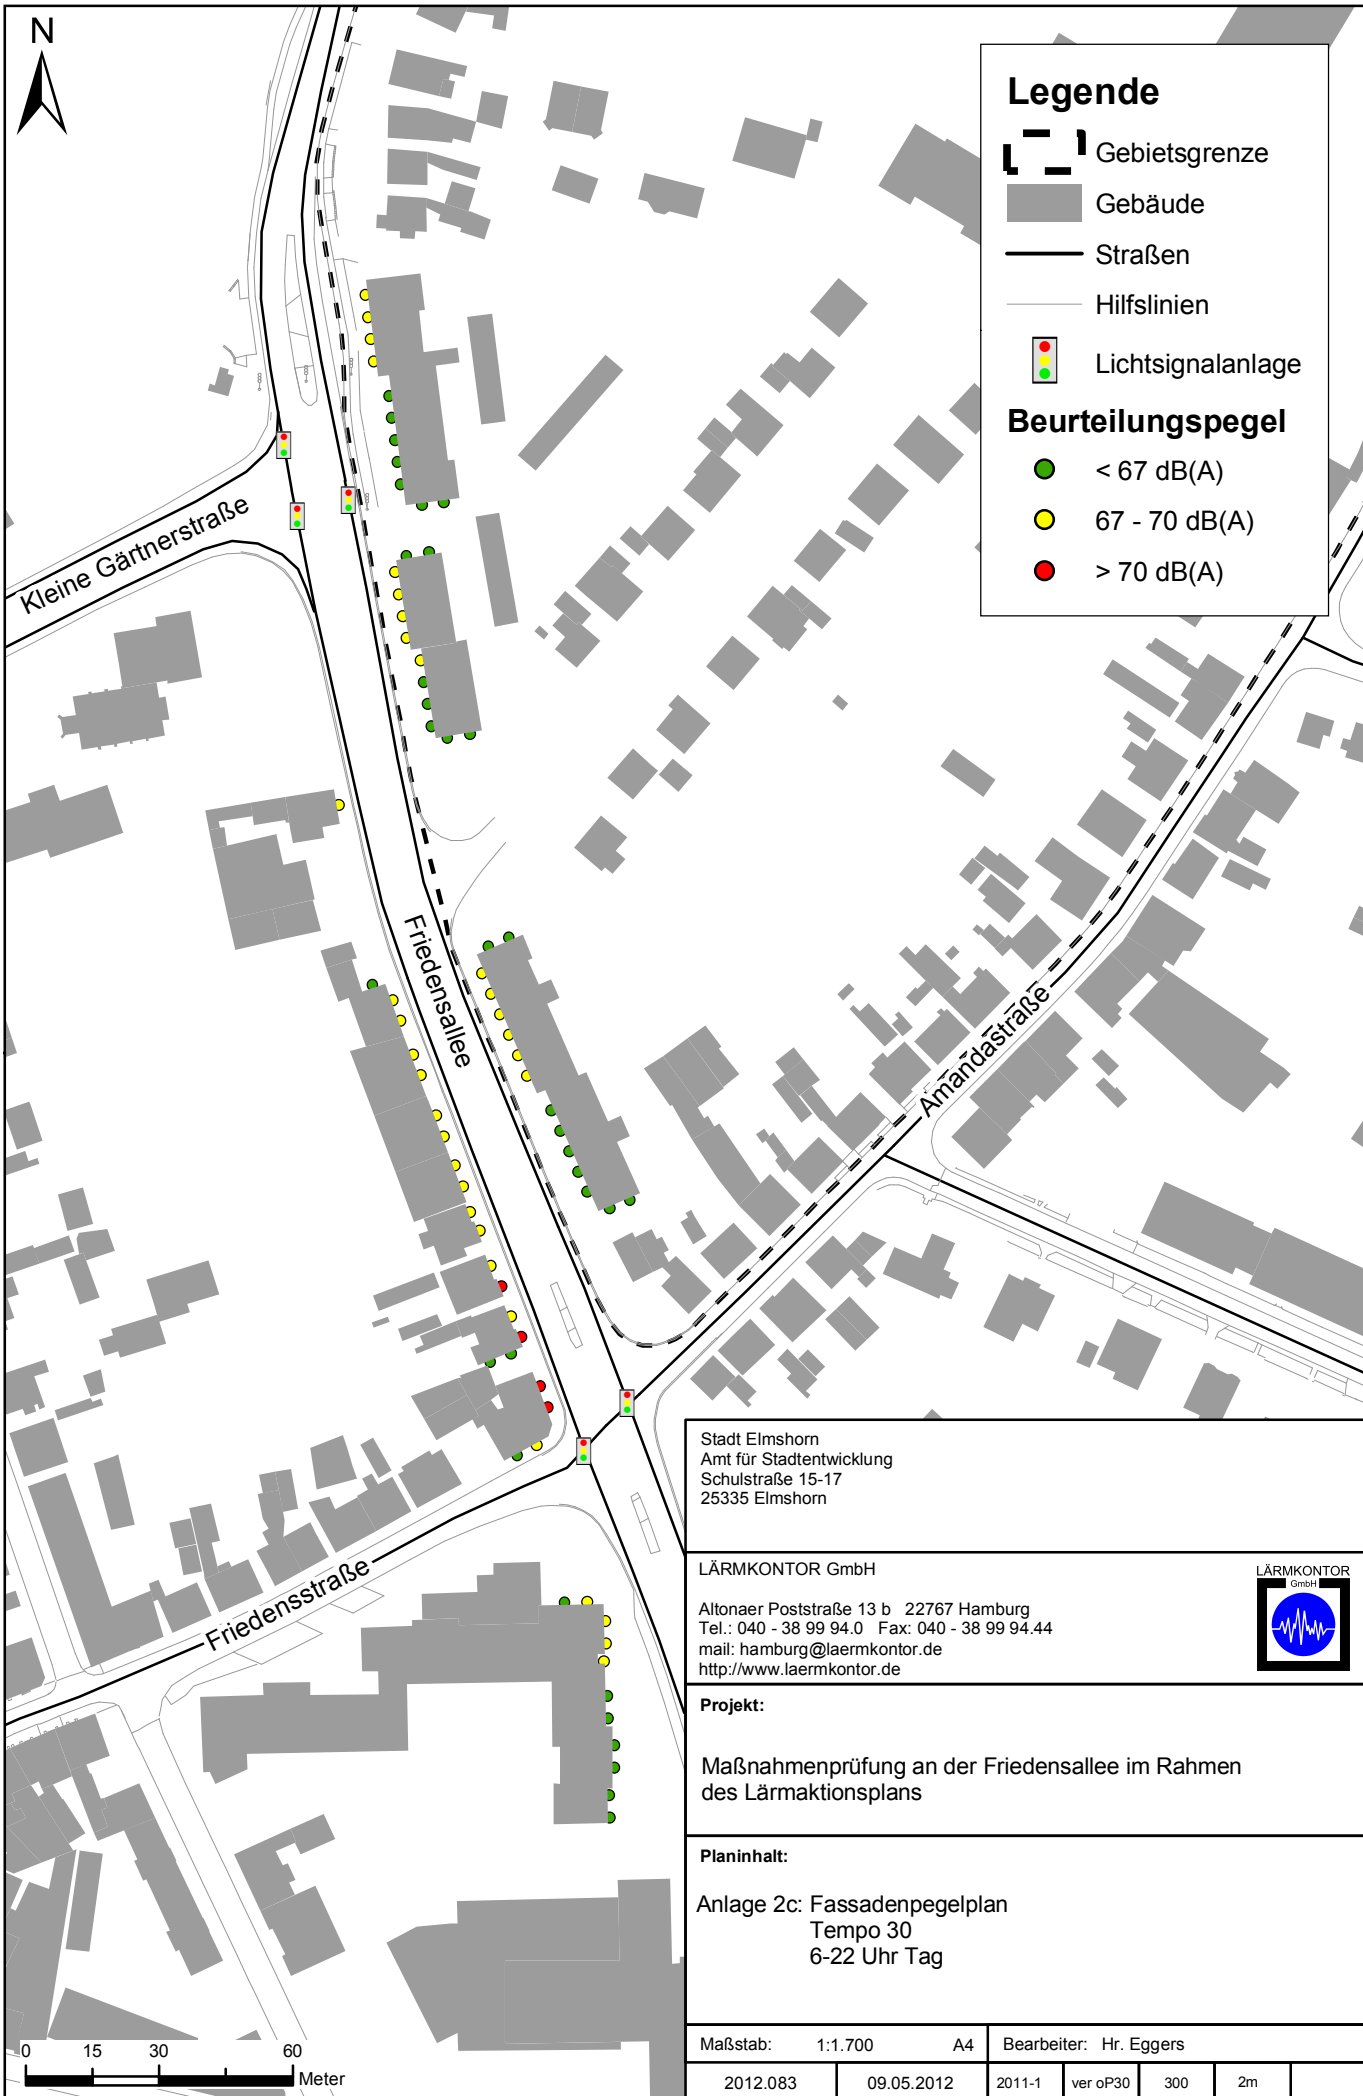 N
Legende
Gebietsgrenze
Gebäude
Straßen
Hilfslinien
Lichtsignalanlage
Beurteilungspegel
< 67 dB(A)
67 - 70 dB(A)
> 70 dB(A)
Kleine Gärtnerstraße
Friedensallee
Amandastraße
Friedensstraße
Stadt Elmshorn
Amt für Stadtentwicklung
Schulstraße 15-17
25335 Elmshorn
LÄRMKONTOR GmbH
Altonaer Poststraße 13 b 22767 Hamburg
Tel.: 040 - 38 99 94.0 Fax: 040 - 38 99 94.44
mail: hamburg@laermkontor.de
http://www.laermkontor.de
LÄRMKONTOR
GmbH
Projekt:
Maßnahmenprüfung an der Friedensallee im Rahmen
des Lärmaktionsplans
Planinhalt:
Anlage 2c: Fassadenpegelplan
Tempo 30
6-22 Uhr Tag
0 15 30 60
Meter
Maßstab: 1:1.700 A4 Bearbeiter: Hr. Eggers
2012.083 09.05.2012 2011-1 ver oP30 300 2m